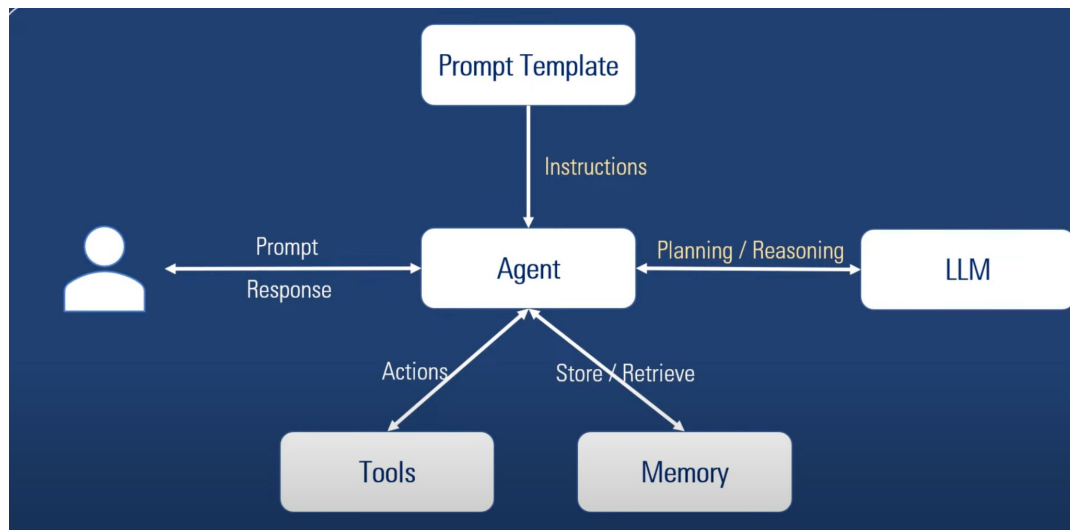 Prompt Template
Instructions
Prompt
Response
Agent
Planning / Reasoning
LLM
Actions
Store / Retrieve
Tools
Memory